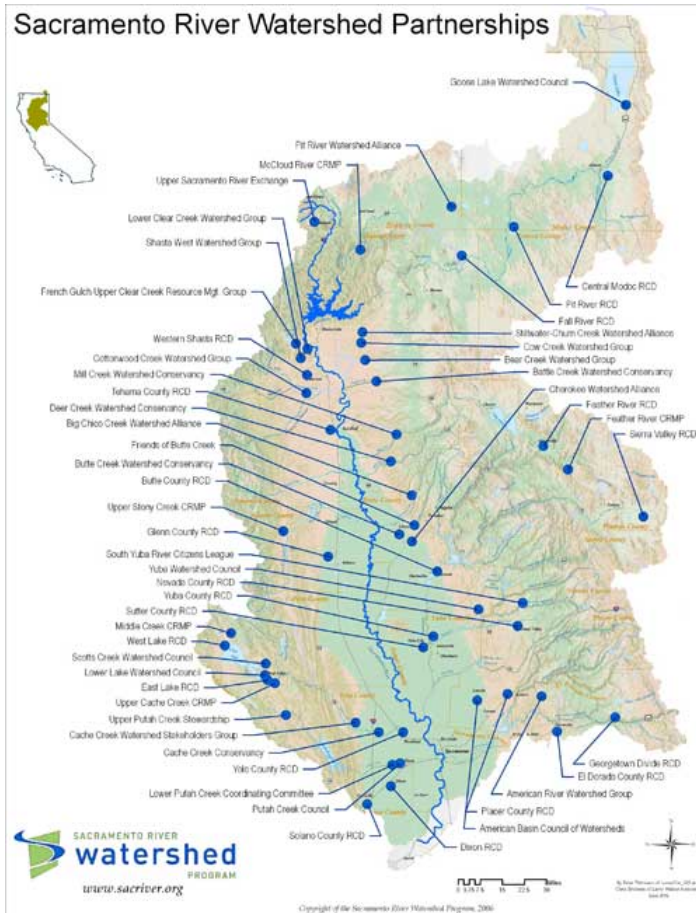 Sacramento River Watershed Partnerships
Goose Lake Watershed Council
Pit River Watershed Alliance
McCloud River CRMP
Upper Sacramento River Exchange
Lower Clear Creek Watershed Group
Shasta West Watershed Group
Central Modoc RCD
Pit River RCD
French Gulch-Upper Clear Creek Resource Mgt. Group
Fall River RCD
Stillwater-Churn Creek Watershed Alliance
Western Shasta RCD
Cow Creek Watershed Group
Cottonwood Creek Watershed Group
Bear Creek Watershed Group
Mill Creek Watershed Conservancy
Battle Creek Watershed Conservancy
Tehama County RCD
Cherokee Watershed Alliance
Deer Creek Watershed Conservancy
Feather River RCD
Big Chico Creek Watershed Alliance
Feather River CRMP
Friends of Butte Creek
Sierra Valley RCD
Butte Creek Watershed Conservancy
Butte County RCD
Upper Stony Creek CRMP
Glenn County RCD
South Yuba River Citizens League
Yuba Watershed Council
Nevada County RCD
Yuba County RCD
Sutter County RCD
Middle Creek CRMP
West Lake RCD
Scotts Creek Watershed Council
Lower Lake Watershed Council
East Lake RCD
Upper Cache Creek CRMP
Upper Putah Creek Stewardship
Cache Creek Watershed Stakeholders Group
Cache Creek Conservancy
Yolo County RCD
Georgetown Divide RCD
El Dorado County RCD
Lower Putah Creek Coordinating Committee
American River Watershed Group
Putah Creek Council
Placer County RCD
American Basin Council of Watersheds
Solano County RCD
Dixon RCD
SACRAMENTO RIVER
watershed
PROGRAM
www.sacriver.org
Miles
Copyright of the Sacramento River Watershed Program, 2006